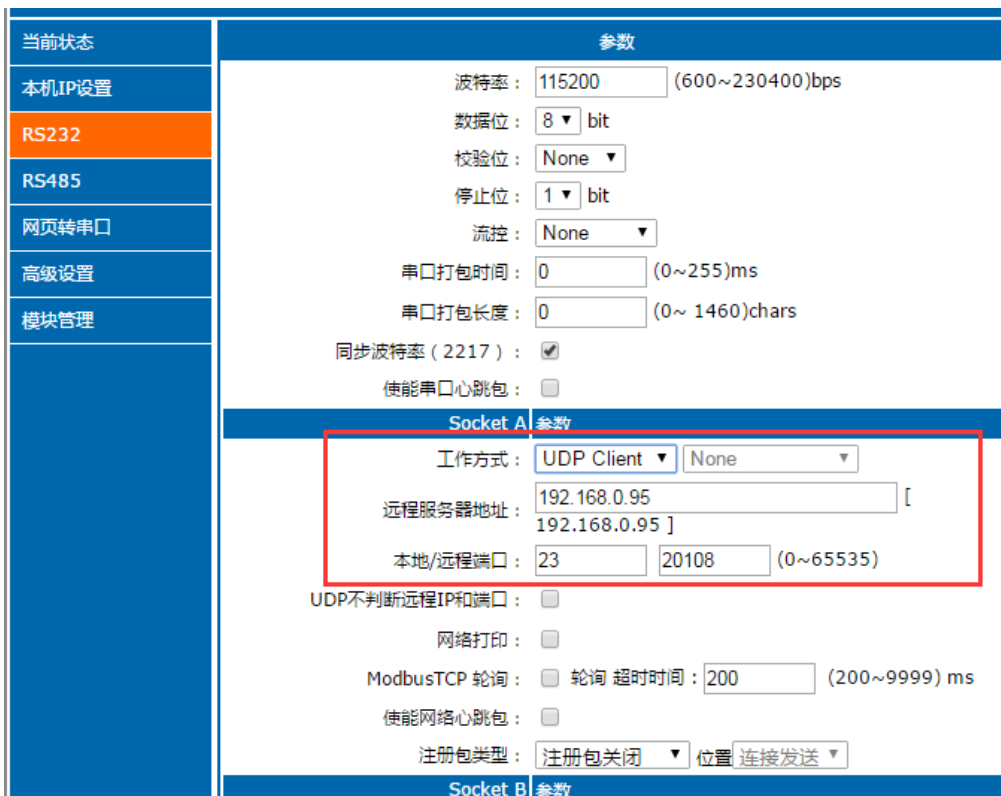 当前状态
本机IP设置
RS232
RS485
网页转串口
高级设置
模块管理
参数
波特率： 115200 (600~230400)bps
数据位： 8 bit
校验位： None
停止位： 1 bit
流控： None
串口打包时间： 0 (0~255)ms
串口打包长度： 0 (0~ 1460)chars
同步波特率 ( 2217 ) ：
使能串口心跳包：
Socket A 参数
工作方式： UDP Client None
远程服务器地址： 192.168.0.95 [
192.168.0.95 ]
本地/远程端口： 23 20108 (0~65535)
UDP不判断远程IP和端口：
网络打印：
ModbusTCP 轮询： 轮询 超时时间：200 (200~9999) ms
使能网络心跳包：
注册包类型： 注册包关闭 位置 连接发送
Socket B 参数